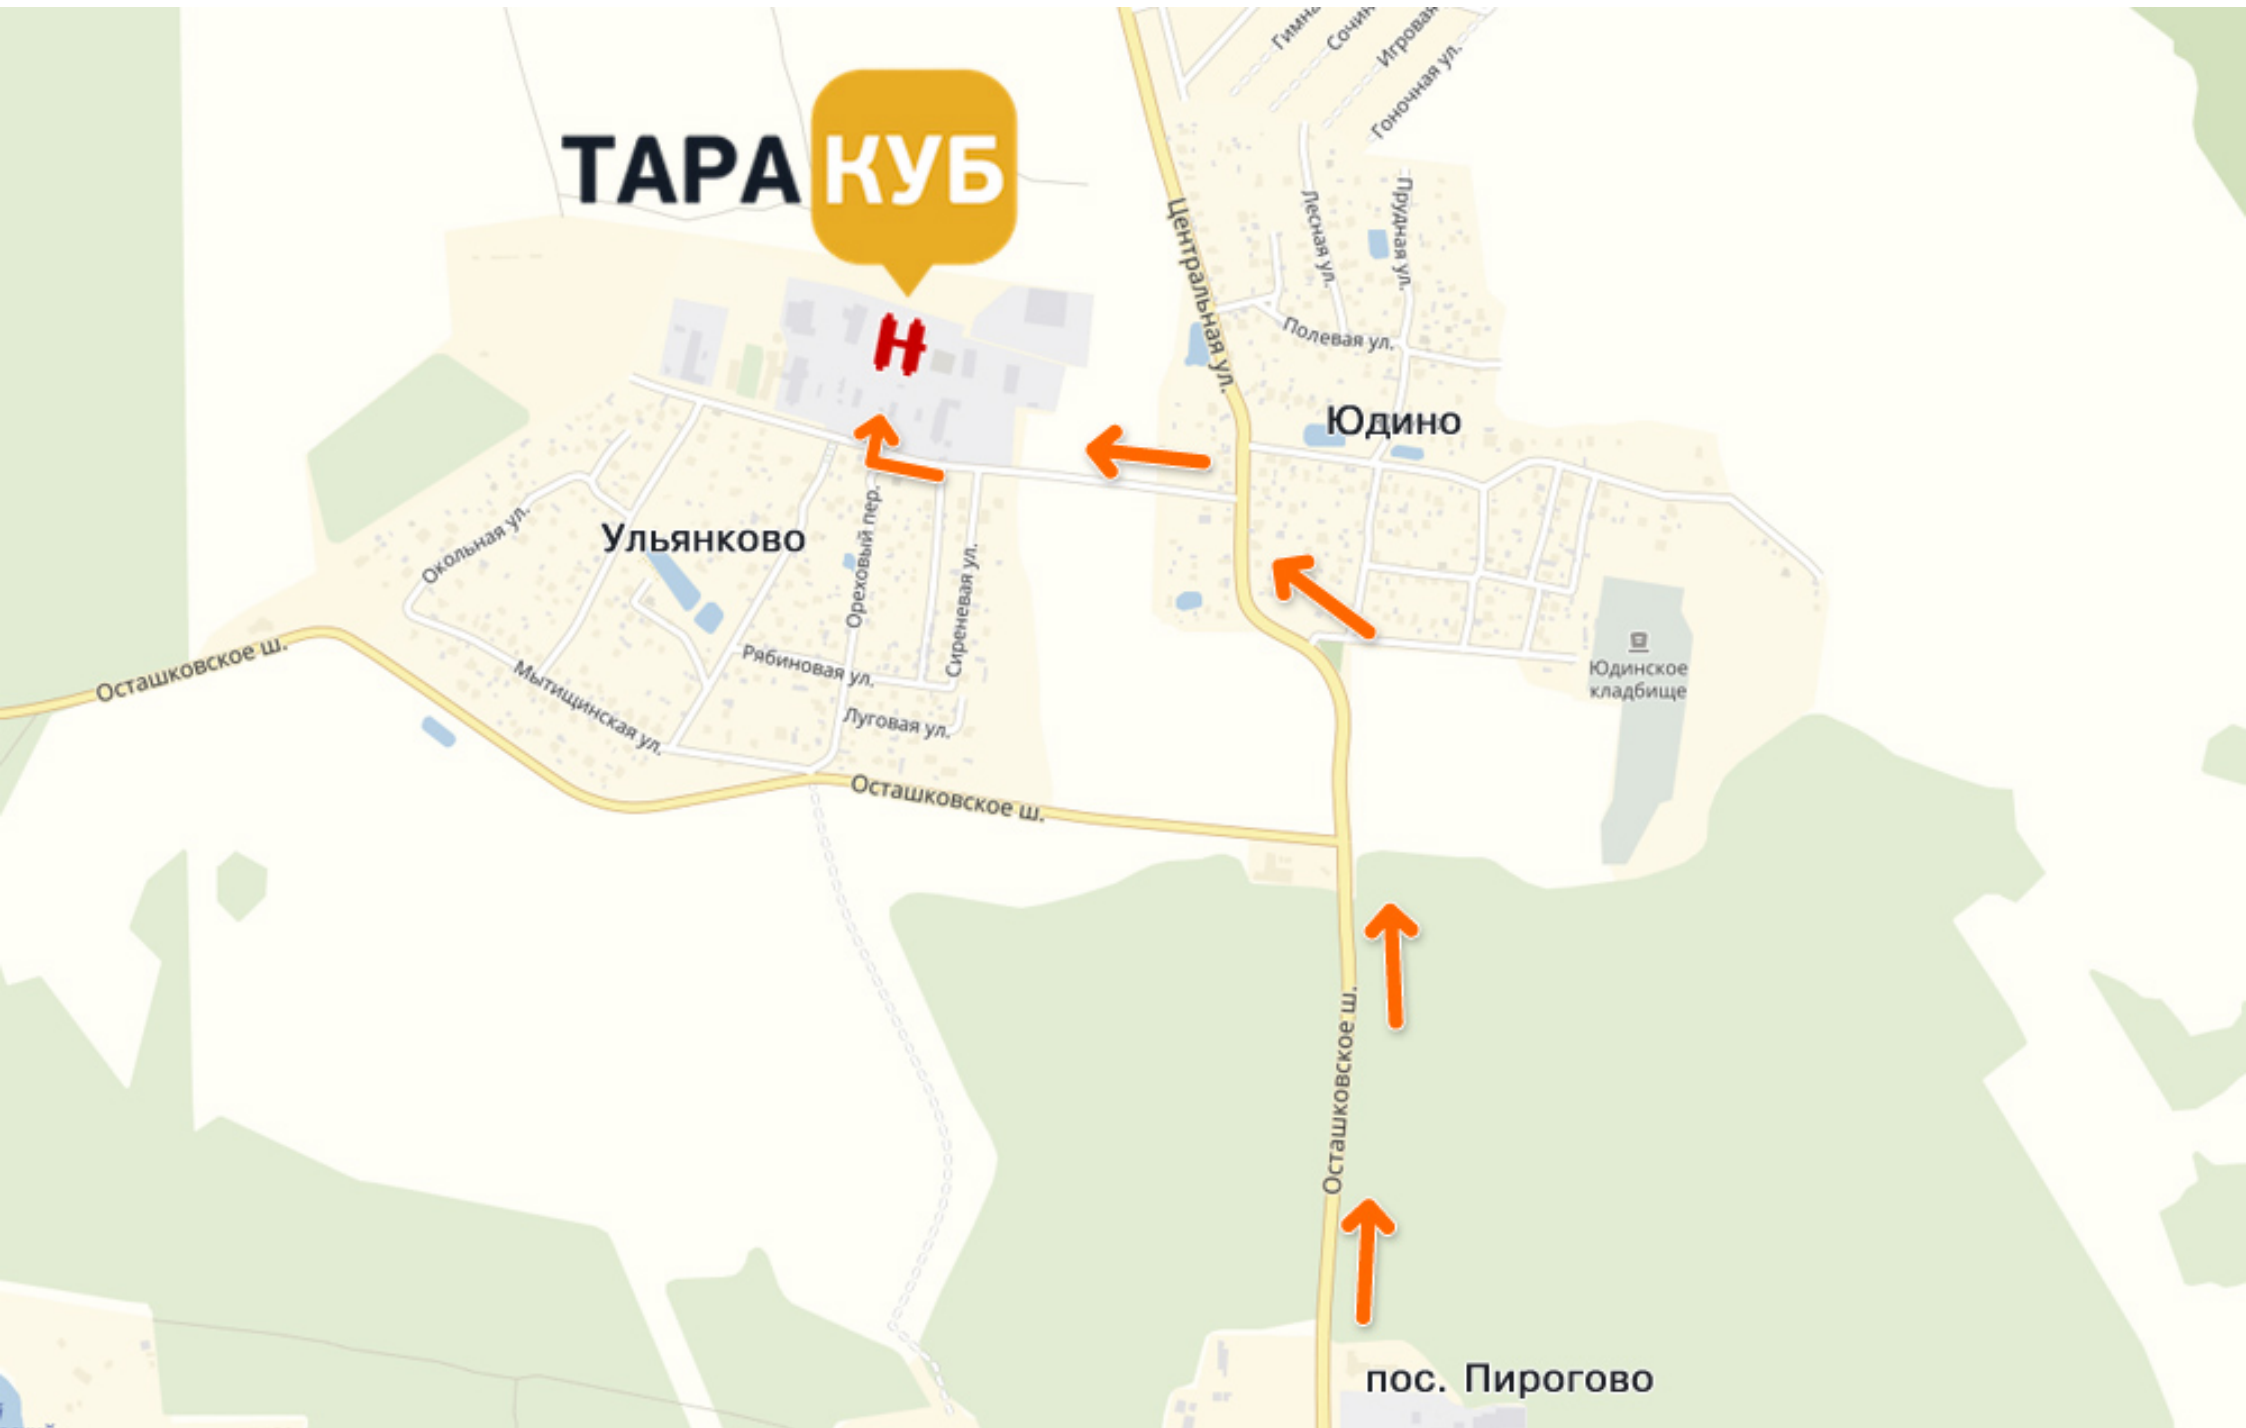 Гоночная ул.
ТАРА КУБ
Центральная ул.
Лесная ул.
Прудная ул.
Полевая ул.
Юдино
Ульянково
Окольная ул.
Ореховый пер.
Сиреневая ул.
Осташковское ш.
Мытищинская ул.
Рябиновая ул.
Луговая ул.
Юдинское
кладбище
Осташковское ш.
Осташковское ш.
пос. Пирогово